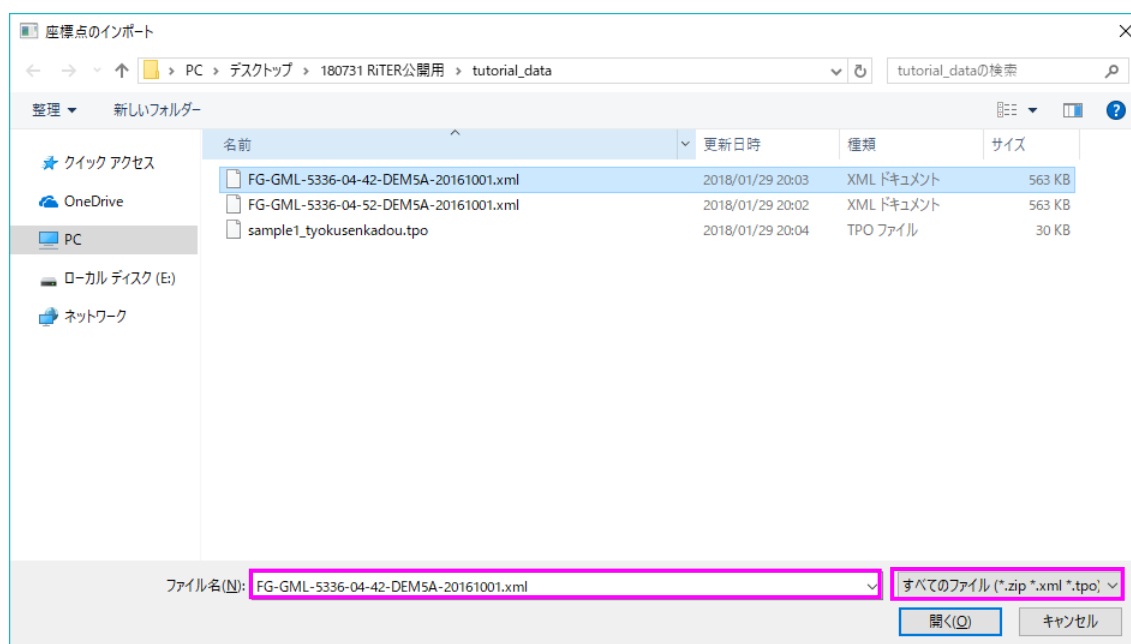 座標点のインポート
PC › デスクトップ › 180731 RiTER公開用 › tutorial_data
tutorial_dataの検索
整理
新しいフォルダー
名前 更新日時 種類 サイズ
クイック アクセス
OneDrive
PC
ローカル ディスク (E:)
ネットワーク
FG-GML-5336-04-42-DEM5A-20161001.xml 2018/01/29 20:03 XML ドキュメント 563 KB
FG-GML-5336-04-52-DEM5A-20161001.xml 2018/01/29 20:02 XML ドキュメント 563 KB
sample1_tyokusenkadou.tpo 2018/01/29 20:04 TPO ファイル 30 KB
ファイル名(N): FG-GML-5336-04-42-DEM5A-20161001.xml
すべてのファイル (*.zip *.xml *.tpo)
開く(O) キャンセル